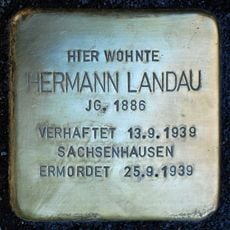 HIER WOHNTE
HERMANN LANDAU
JG. 1886
VERHAFTET 13.9.1939
SACHSENHAUSEN
ERMORDET 25.9.1939